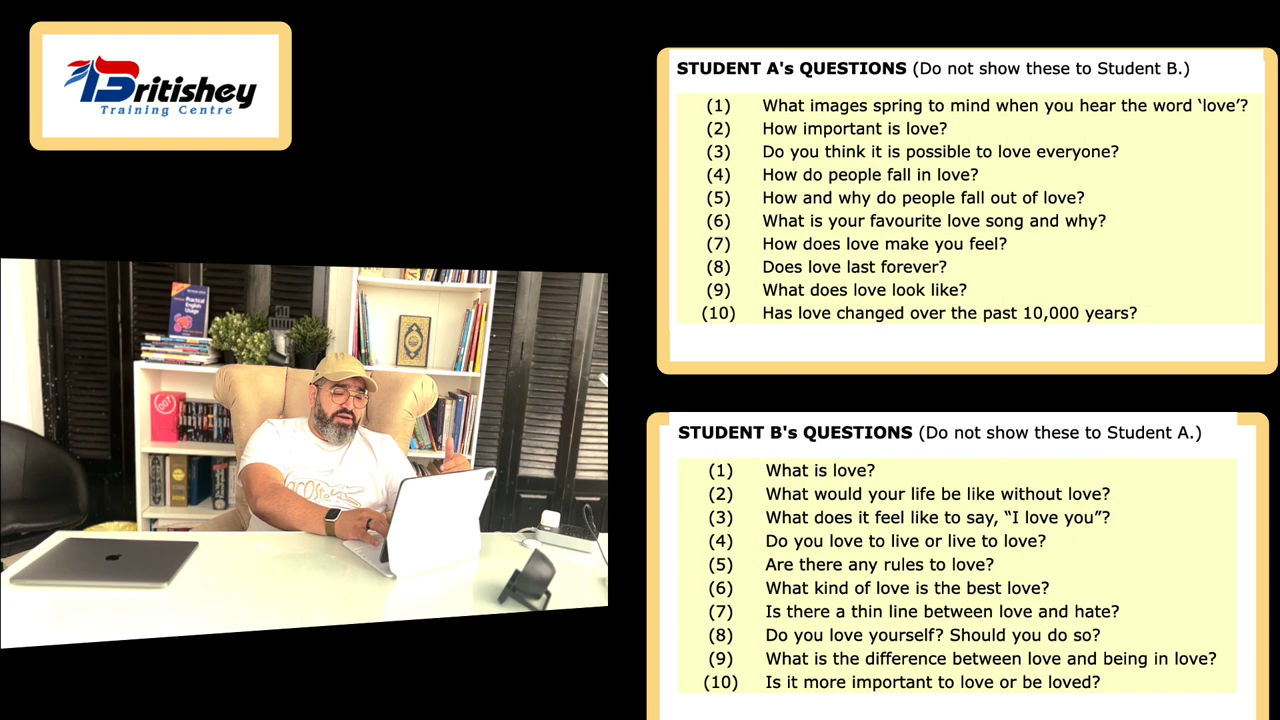 Britishey
Training Centre
STUDENT A's QUESTIONS (Do not show these to Student B.)
(1) What images spring to mind when you hear the word ‘love’?
(2) How important is love?
(3) Do you think it is possible to love everyone?
(4) How do people fall in love?
(5) How and why do people fall out of love?
(6) What is your favourite love song and why?
(7) How does love make you feel?
(8) Does love last forever?
(9) What does love look like?
(10) Has love changed over the past 10,000 years?
Practical
English
Usage
007
STUDENT B's QUESTIONS (Do not show these to Student A.)
(1) What is love?
(2) What would your life be like without love?
(3) What does it feel like to say, “I love you”?
(4) Do you love to live or live to love?
(5) Are there any rules to love?
(6) What kind of love is the best love?
(7) Is there a thin line between love and hate?
(8) Do you love yourself? Should you do so?
(9) What is the difference between love and being in love?
(10) Is it more important to love or be loved?